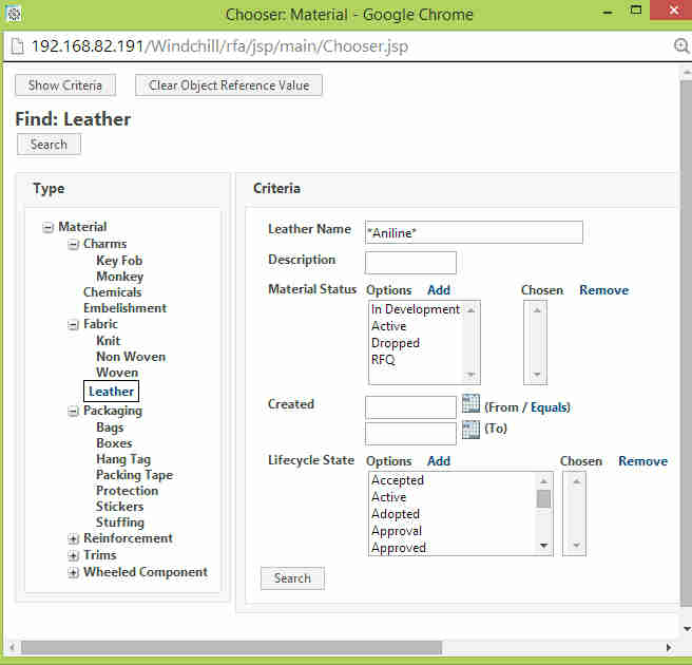 Chooser: Material - Google Chrome
192.168.82.191/Windchill/rfa/jsp/main/Chooser.jsp
Show Criteria
Clear Object Reference Value
Find: Leather
Search
Type
Material
Charms
Key Fob
Monkey
Chemicals
Embelishment
Fabric
Knit
Non Woven
Woven
Leather
Packaging
Bags
Boxes
Hang Tag
Packing Tape
Protection
Stickers
Stuffing
Reinforcement
Trims
Wheeled Component
Criteria
Leather Name *Aniline*
Description
Material Status Options Add Chosen Remove
In Development
Active
Dropped
RFQ
Created (From / Equals)
(To)
Lifecycle State Options Add Chosen Remove
Accepted
Active
Adopted
Approval
Approved
Search